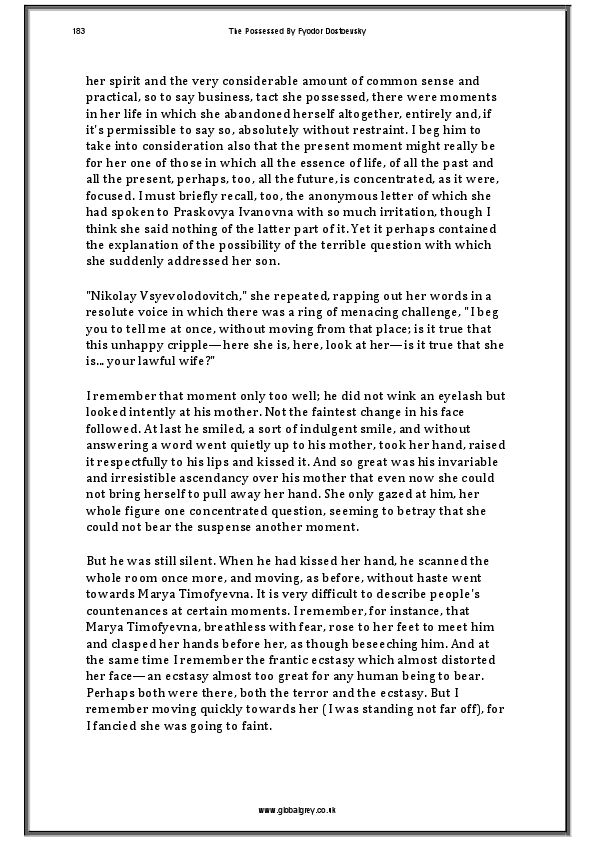 183 The Possessed By Fyodor Dostoevsky
her spirit and the very considerable amount of common sense and
practical, so to say business, tact she possessed, there were moments
in her life in which she abandoned herself altogether, entirely and, if
it's permissible to say so, absolutely without restraint. I beg him to
take into consideration also that the present moment might really be
for her one of those in which all the essence of life, of all the past and
all the present, perhaps, too, all the future, is concentrated, as it were,
focused. I must briefly recall, too, the anonymous letter of which she
had spoken to Praskovya Ivanovna with so much irritation, though I
think she said nothing of the latter part of it. Yet it perhaps contained
the explanation of the possibility of the terrible question with which
she suddenly addressed her son.
"Nikolay Vsyevolodovitch," she repeated, rapping out her words in a
resolute voice in which there was a ring of menacing challenge, "I beg
you to tell me at once, without moving from that place; is it true that
this unhappy cripple—here she is, here, look at her—is it true that she
is... your lawful wife?"
I remember that moment only too well; he did not wink an eyelash but
looked intently at his mother. Not the faintest change in his face
followed. At last he smiled, a sort of indulgent smile, and without
answering a word went quietly up to his mother, took her hand, raised
it respectfully to his lips and kissed it. And so great was his invariable
and irresistible ascendancy over his mother that even now she could
not bring herself to pull away her hand. She only gazed at him, her
whole figure one concentrated question, seeming to betray that she
could not bear the suspense another moment.
But he was still silent. When he had kissed her hand, he scanned the
whole room once more, and moving, as before, without haste went
towards Marya Timofyevna. It is very difficult to describe people's
countenances at certain moments. I remember, for instance, that
Marya Timofyevna, breathless with fear, rose to her feet to meet him
and clasped her hands before her, as though beseeching him. And at
the same time I remember the frantic ecstasy which almost distorted
her face—an ecstasy almost too great for any human being to bear.
Perhaps both were there, both the terror and the ecstasy. But I
remember moving quickly towards her (I was standing not far off), for
I fancied she was going to faint.
www.globalgrey.co.uk